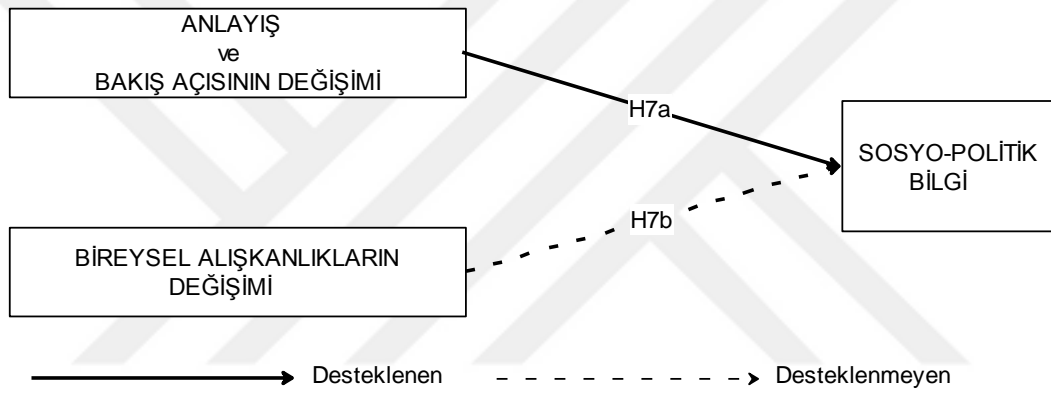 ANLAYIŞ
ve
BAKIŞ AÇISININ DEĞİŞİMİ
H7a
SOSYO-POLİTİK
BİLGİ
H7b
BİREYSEL ALIŞKANLIKLARIN
DEĞİŞİMİ
Desteklenen
Desteklenmeyen